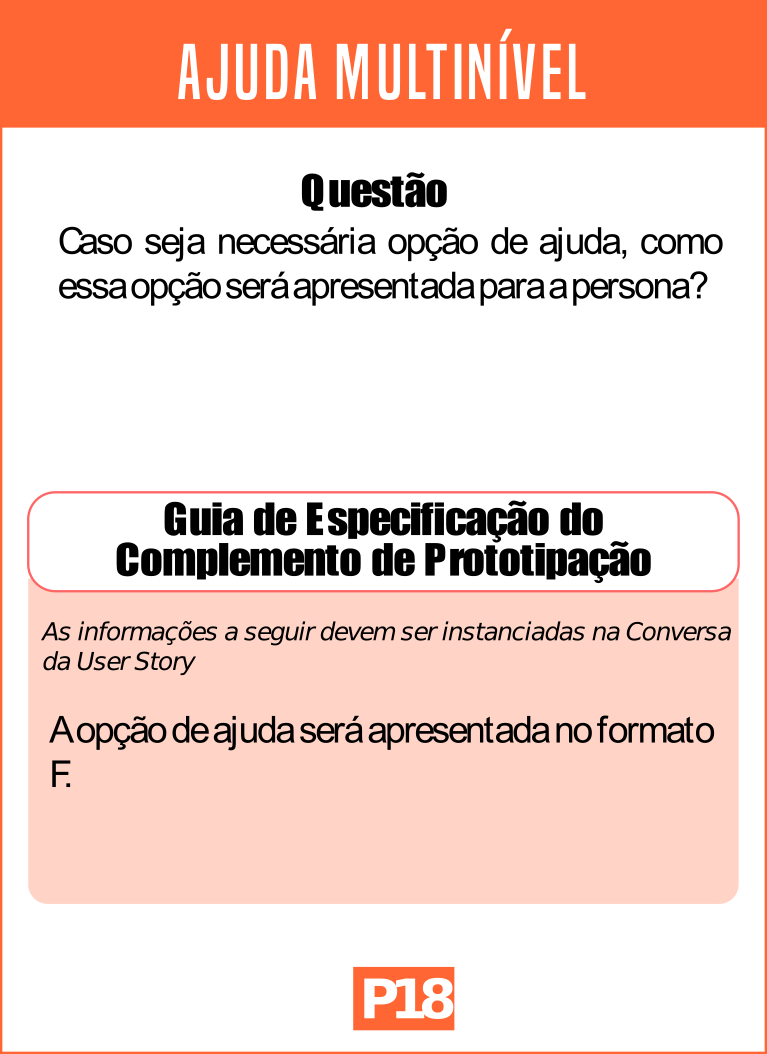 AJUDA MULTINÍVEL
Questão
Caso seja necessária opção de ajuda, como
essa opção será apresentada para a persona?
Guia de Especificação do
Complemento de Prototipação
As informações a seguir devem ser instanciadas na Conversa
da User Story
A opção de ajuda será apresentada no formato
F.
P18